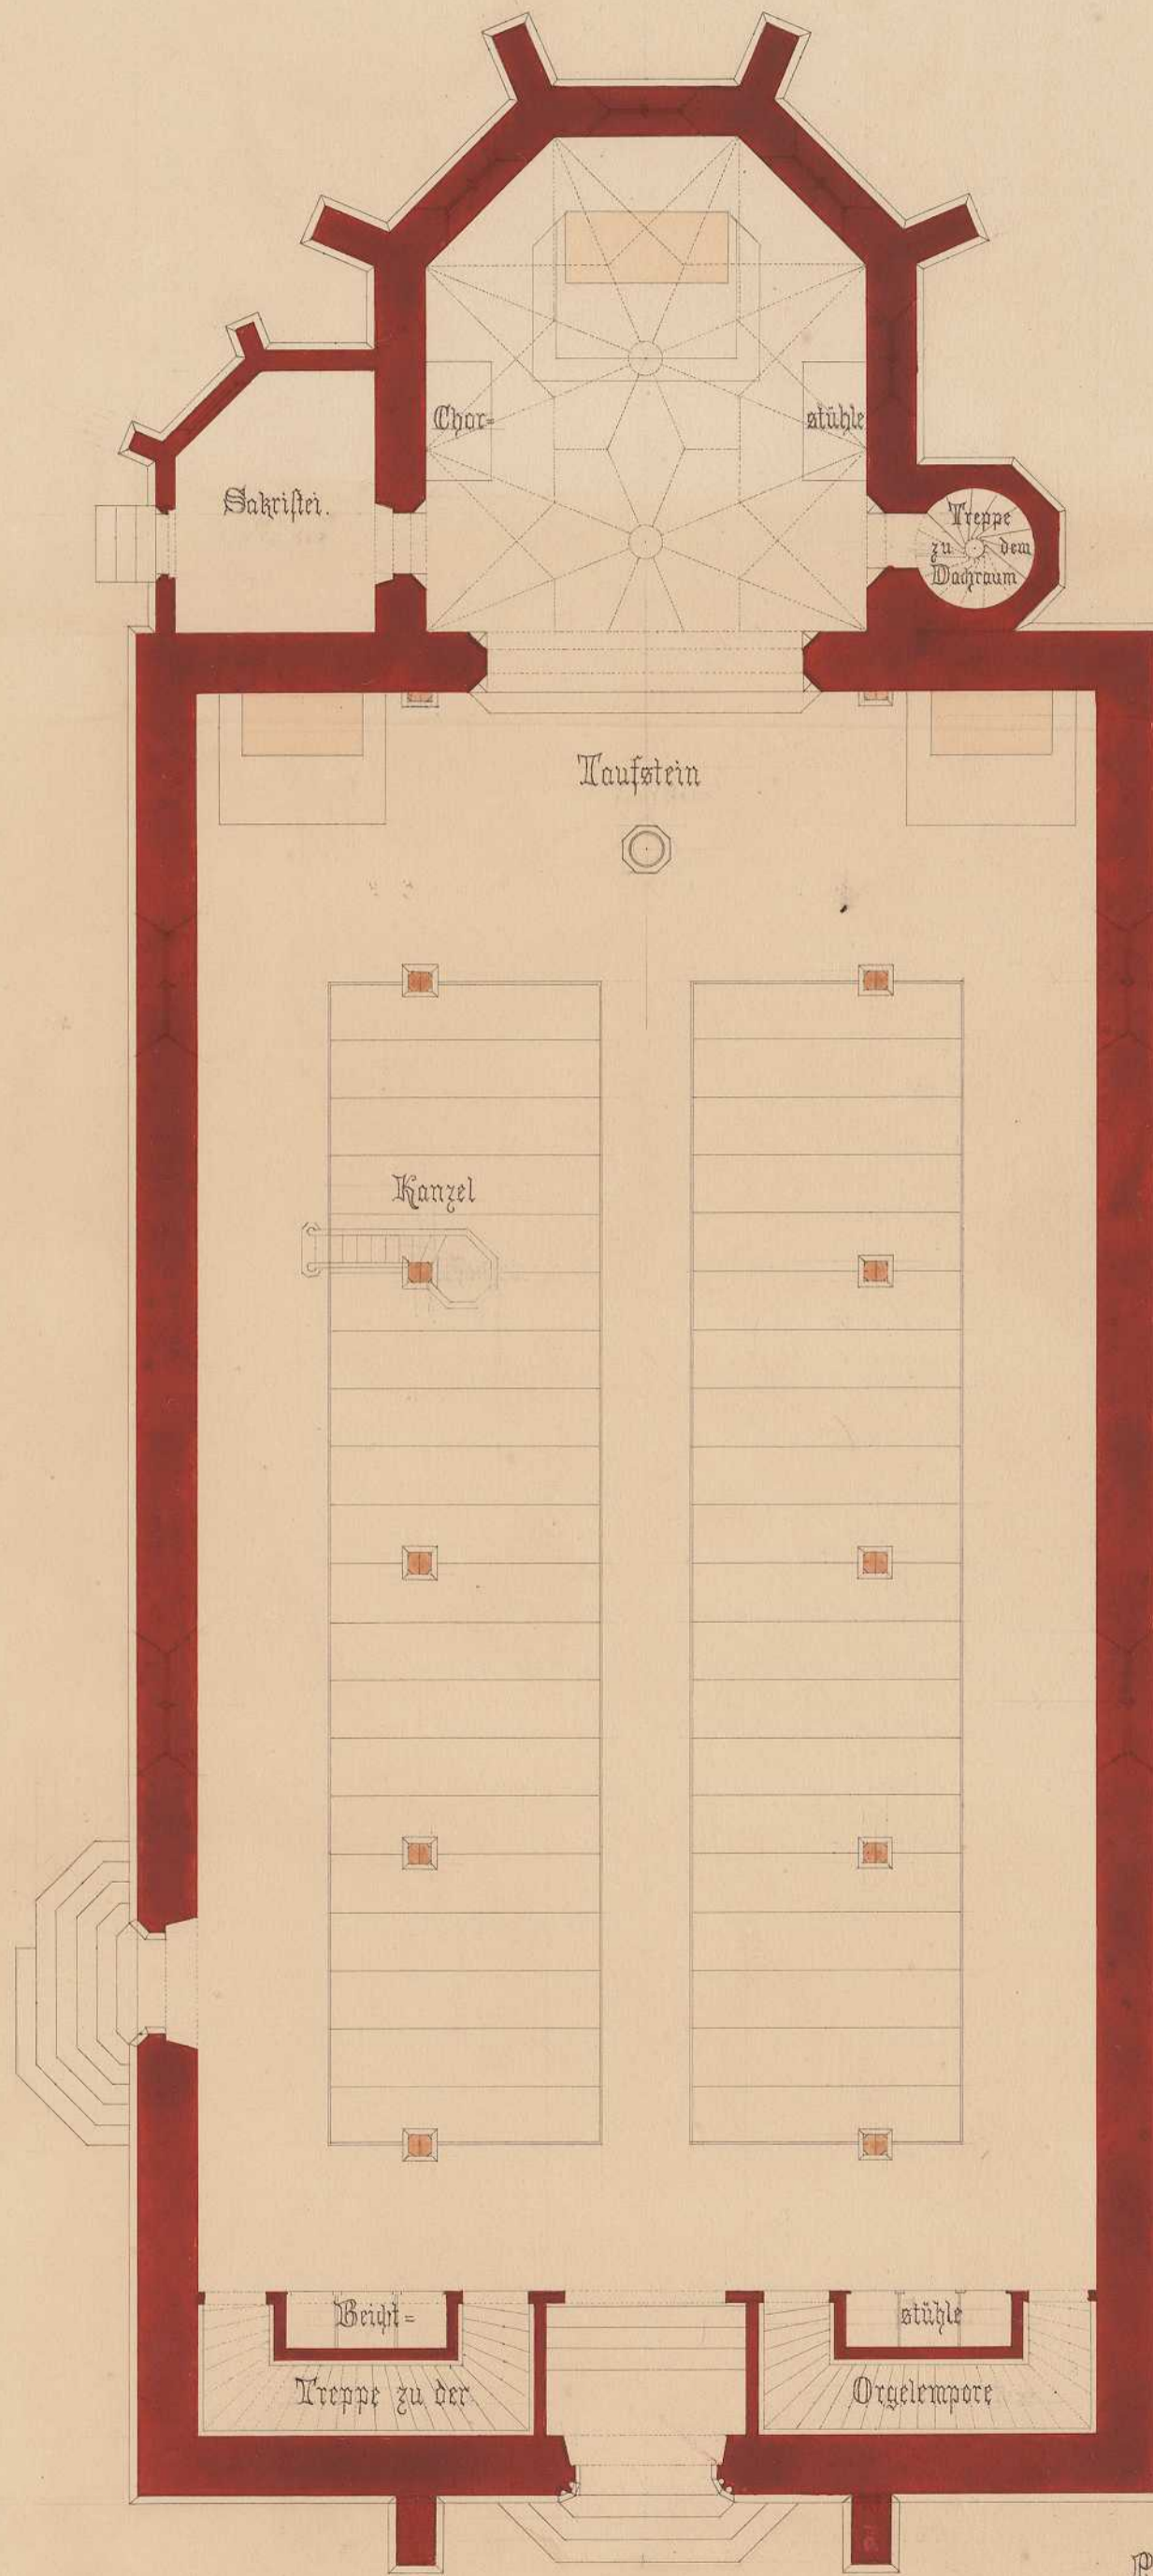 Chor=
stühle
Sakristei.
Treppe
zu dem
Dachraum
Taufstein
Kanzel
Beicht=
stühle
Treppe zu der
Orgelempore